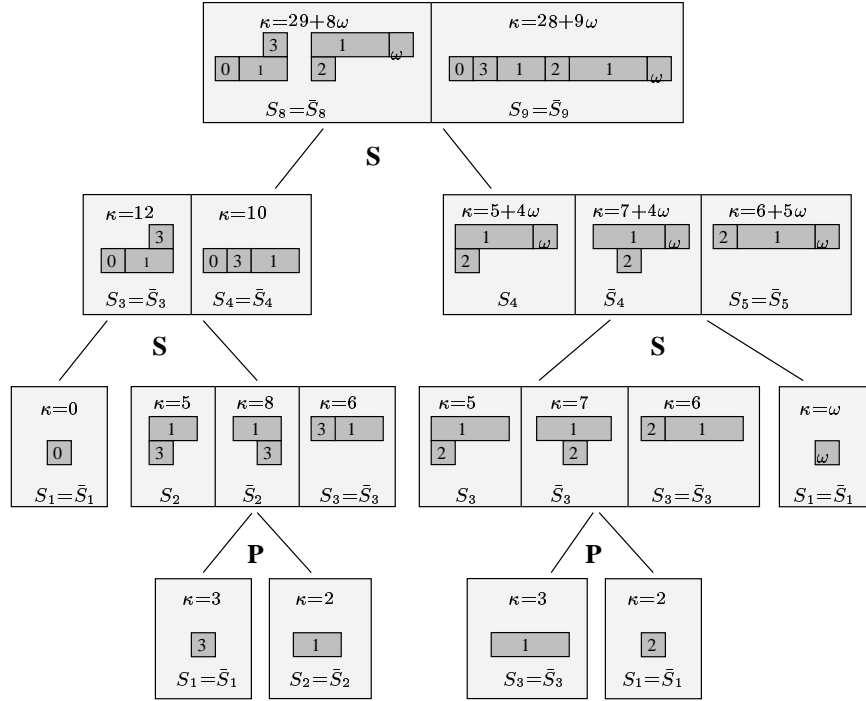 κ=29+8ω κ=28+9ω
3 1
0 1 2 ω 0 3 1 2 1 ω
S₈=S̄₈ S₉=S̄₉
S
κ=12 κ=10 κ=5+4ω κ=7+4ω κ=6+5ω
3 1 ω 1 ω 2 1 ω
0 1 0 3 1 2 2
S₃=S̄₃ S₄=S̄₄ S₄ S̄₄ S₅=S̄₅
S S
κ=0 κ=5 κ=8 κ=6 κ=5 κ=7 κ=6 κ=ω
1 1 3 1 1 1 2 1
0 3 3 2 2 ω
S₁=S̄₁ S₂ S̄₂ S₃=S̄₃ S₃ S̄₃ S₃=S̄₃ S₁=S̄₁
P P
κ=3 κ=2 κ=3 κ=2
3 1 1 2
S₁=S̄₁ S₂=S̄₂ S₃=S̄₃ S₁=S̄₁